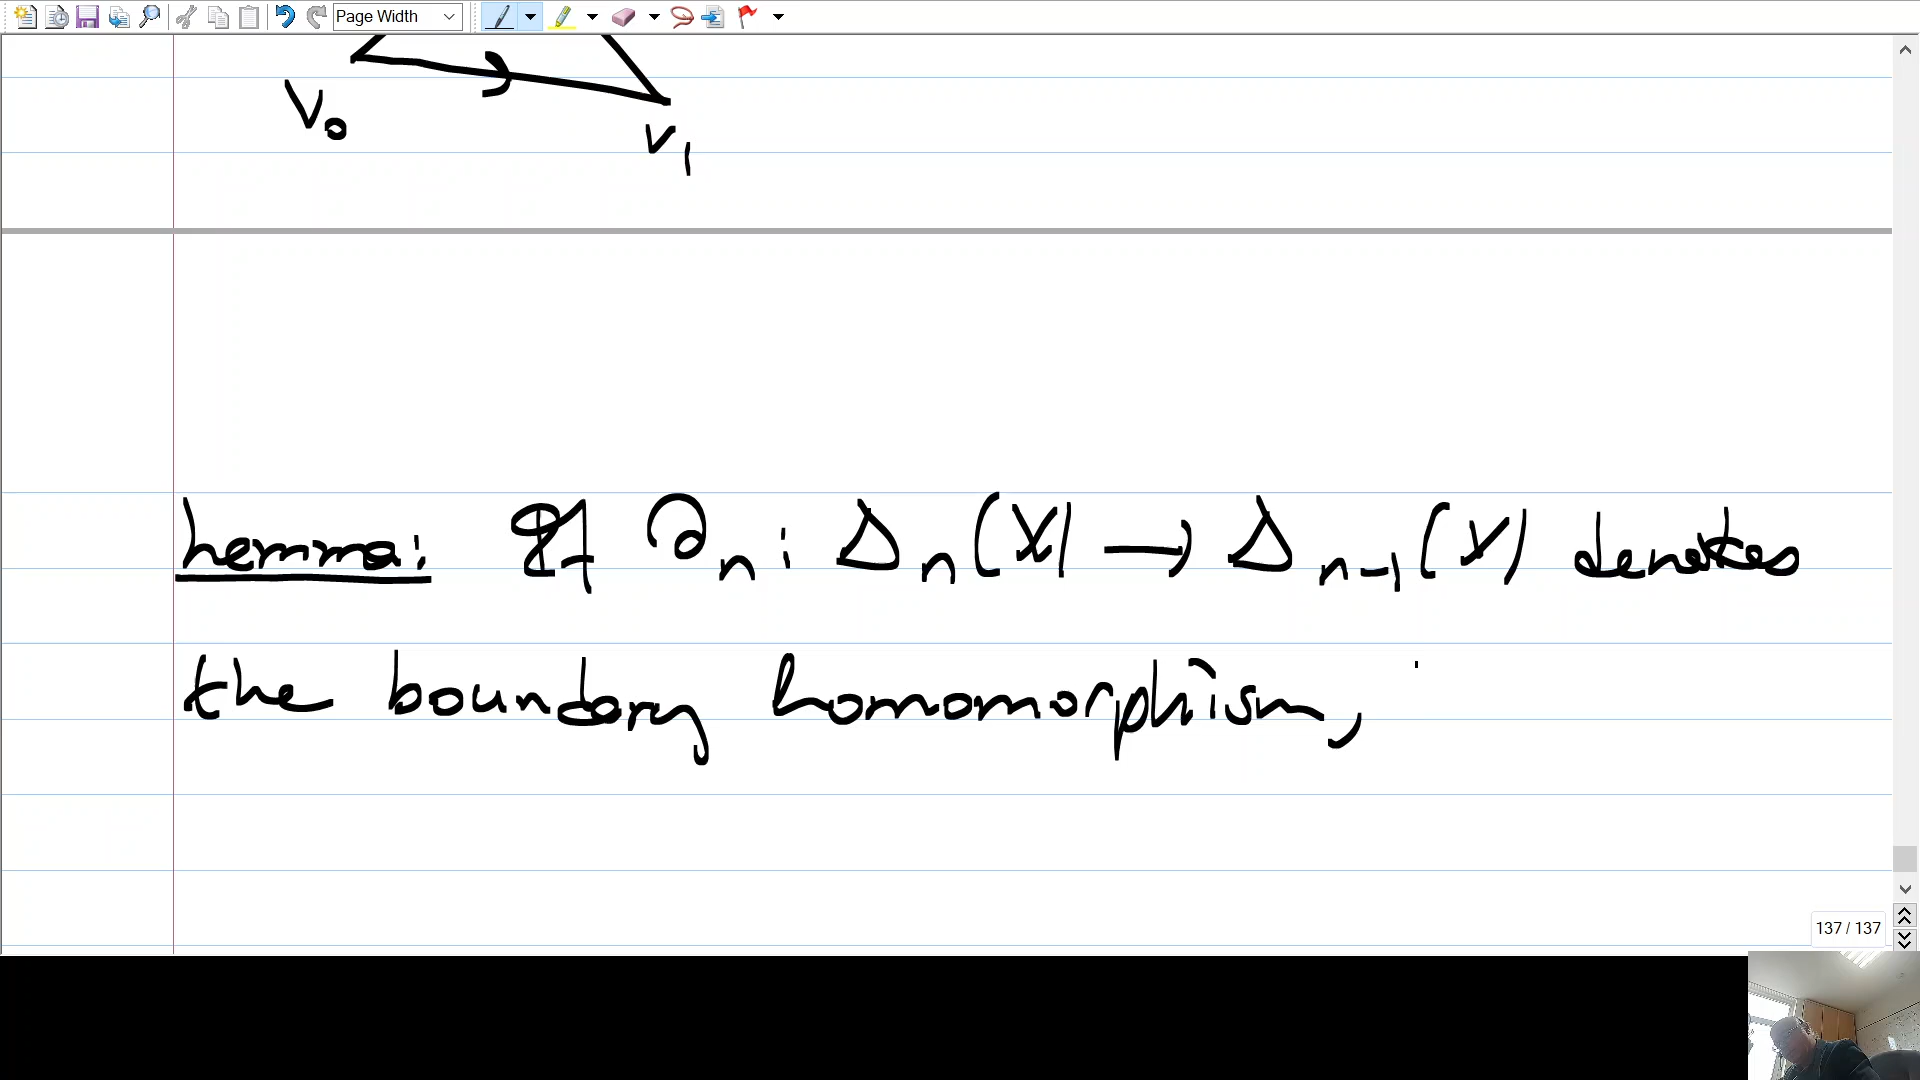 Page Width
V₀
V₁
Lemma: If ∂ₙ: Δₙ(X) → Δₙ₋₁(X) denotes
the boundary homomorphism,
137 / 137